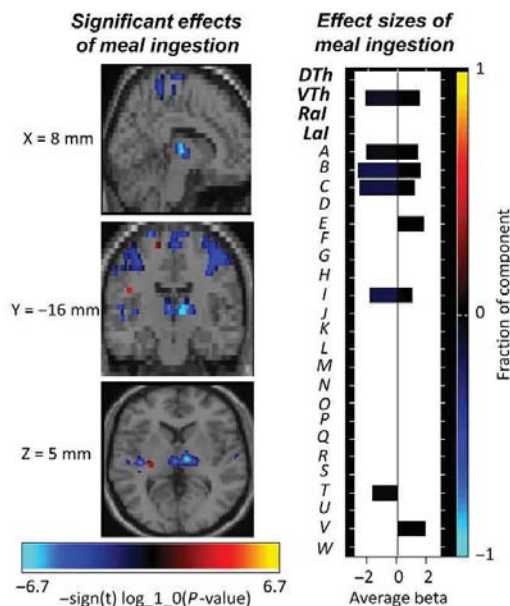 Significant effects
of meal ingestion
X = 8 mm
Y = −16 mm
Z = 5 mm
−6.7
6.7
−sign(t) log_1_0(P-value)
Effect sizes of
meal ingestion
DTh
VTh
RaI
LaI
A
B
C
D
E
F
G
H
I
J
K
L
M
N
O
P
Q
R
S
T
U
V
W
−2
0
2
Average beta
1
0
−1
Fraction of component